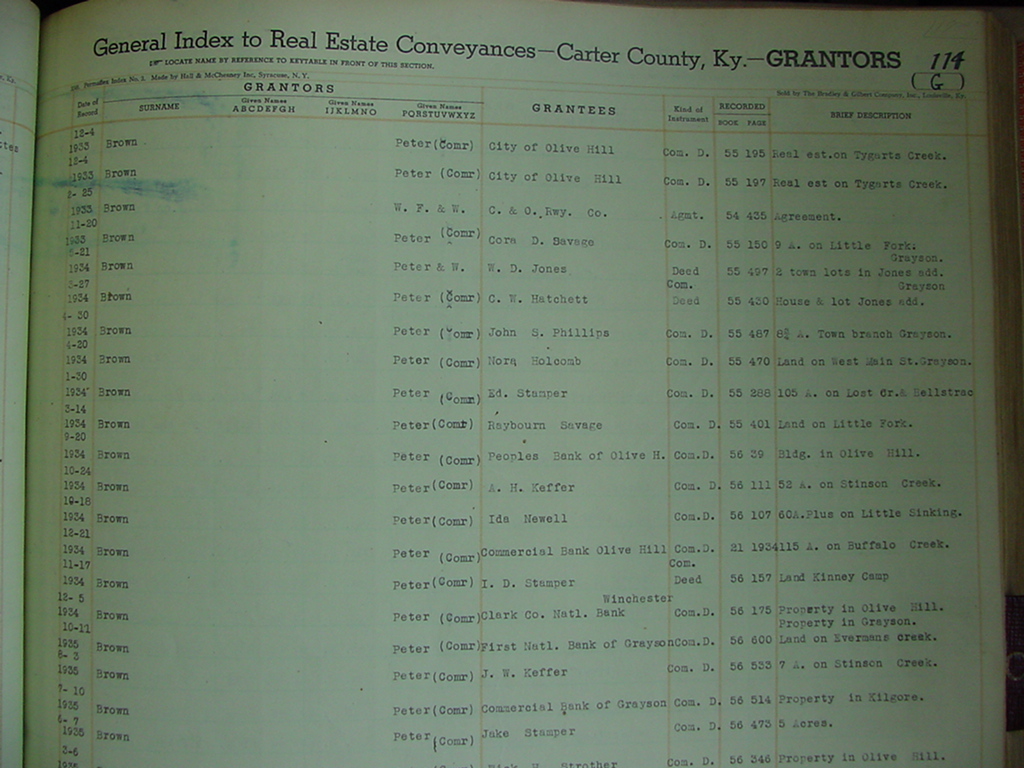 General Index to Real Estate Conveyances—Carter County, Ky.—GRANTORS 114
LOCATE NAME BY REFERENCE TO KEYTABLE IN FRONT OF THIS SECTION. (G)
Made by Hall & McChesney Inc, Syracuse, N. Y. Sold by The Bradley & Gilbert Company, Inc., Louisville, Ky.
Date of Record GRANTORS GRANTEES Kind of Instrument RECORDED BRIEF DESCRIPTION
SURNAME Given Names ABCDEFGH Given Names IJKLMNO Given Names PQRSTUVWXYZ BOOK PAGE
12-4
1933 Brown Peter (Comr) City of Olive Hill Com. D. 55 195 Real est.on Tygarts Creek.
12-4
1933 Brown Peter (Comr) City of Olive Hill Com. D. 55 197 Real est on Tygarts Creek.
1933 Brown W. F. & W. C. & O. Rwy. Co. Agmt. 54 435 Agreement.
11-20
1933 Brown Peter (Comr) Cora D. Savage Com. D. 55 150 9 A. on Little Fork.
Grayson.
1934 Brown Peter & W. W. D. Jones Deed 55 497 2 town lots in Jones add.
3-27 Com. Grayson
1934 Brown Peter (Comr) C. W. Hatchett Deed 55 430 House & lot Jones add.
4- 30
1934 Brown Peter (Comr) John S. Phillips Com. D. 55 487 A. Town branch Grayson.
4-20
1934 Brown Peter (Comr) Nora Holcomb Com. D. 55 470 Land on West Main St.Grayson.
1-30
1934 Brown Peter (Comr) Ed. Stamper Com. D. 55 288 105 A. on Lost Cr.& Bellstrac
3-14
1934 Brown Peter (Comr) Raybourn Savage Com. D. 55 401 Land on Little Fork.
9-20
1934 Brown Peter (Comr) Peoples Bank of Olive H. Com.D. 56 39 Bldg. in Olive Hill.
10-24
1934 Brown Peter (Comr) A. H. Keffer Com. D. 56 111 52 A. on Stinson Creek.
10-18
1934 Brown Peter (Comr) Ida Newell Com.D. 56 107 60A.Plus on Little Sinking.
12-21
1934 Brown Peter (Comr) Commercial Bank Olive Hill Com.D. 21 1934 115 A. on Buffalo Creek.
11-17 Com.
1934 Brown Peter (Comr) I. D. Stamper Deed 56 157 Land Kinney Camp
12- 5 Winchester
1934 Brown Peter (Comr) Clark Co. Natl. Bank Com.D. 56 175 Property in Olive Hill.
10-11 Property in Grayson.
1935 Brown Peter (Comr) First Natl. Bank of Grayson Com.D. 56 600 Land on Evermans creek.
8- 3
1935 Brown Peter (Comr) J. W. Keffer Com. D. 56 533 7 A. on Stinson Creek.
7- 10
1935 Brown Peter (Comr) Commercial Bank of Grayson Com. D. 56 514 Property in Kilgore.
6- 7
1935 Brown Peter (Comr) Jake Stamper Com. D. 56 473 5 Acres.
2-6
1935 H. Strother Com. D. 56 346 Property in Olive Hill.